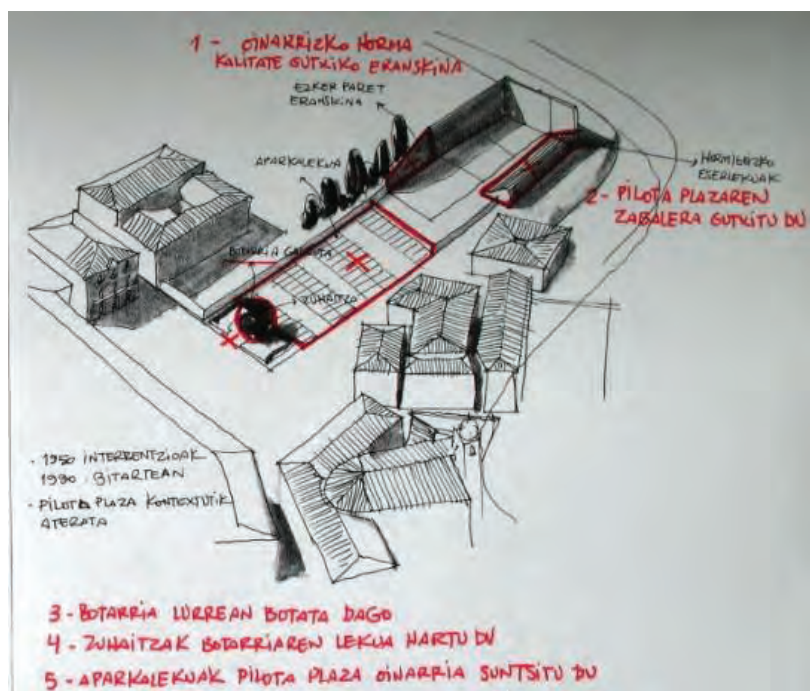 1 - OINARRIZKO HORMA
KALITATE GUTXIKO ERANSKINA
EZKER PARET
ERANSKINA
APARKALEKUA
HORMIGOIZKO
ESERLEKUAK
2 - PILOTA PLAZAREN
ZABALERA GUTXITU DU
BOTARRIA
ZUHAITZA
- 1950 INTERBENTZIOAK
1990 BITARTEAN
- PILOTA PLAZA KONTEXTUTIK
ATERATA
3 - BOTARRIA LURREAN BOTATA DAGO
4 - ZUHAITZAK BOTARRIAREN LEKUA HARTU DU
5 - APARKALEKUAK PILOTA PLAZA OINARRIA SUNTSITU DU